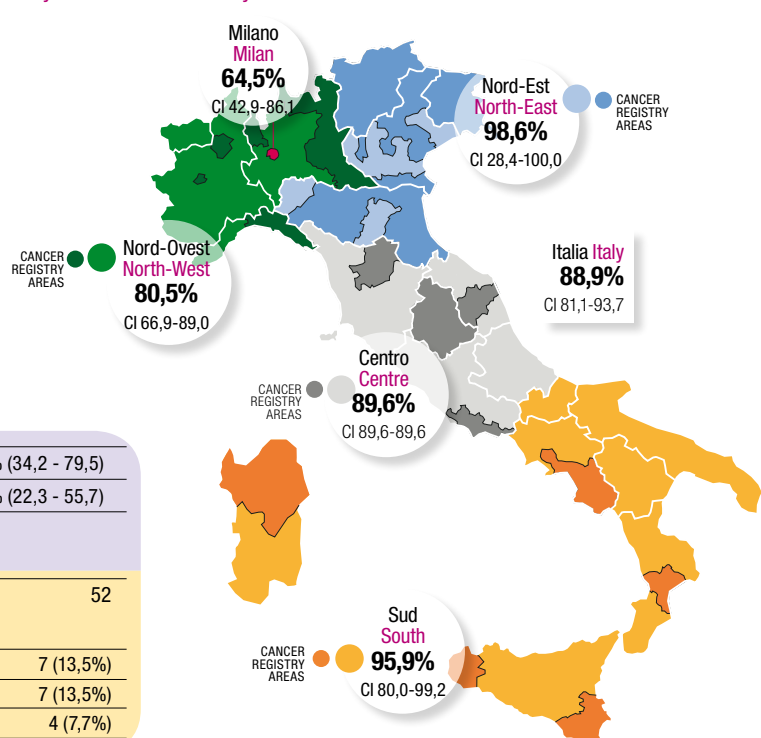 Milano
Milan
64,5%
CI 42,9-86,1
Nord-Est
North-East
98,6%
CI 28,4-100,0
CANCER
REGISTRY
AREAS
CANCER
REGISTRY
AREAS
Nord-Ovest
North-West
80,5%
CI 66,9-89,0
Italia Italy
88,9%
CI 81,1-93,7
CANCER
REGISTRY
AREAS
Centro
Centre
89,6%
CI 89,6-89,6
(34,2 - 79,5)
(22,3 - 55,7)
52
7 (13,5%)
7 (13,5%)
4 (7,7%)
CANCER
REGISTRY
AREAS
Sud
South
95,9%
CI 80,0-99,2